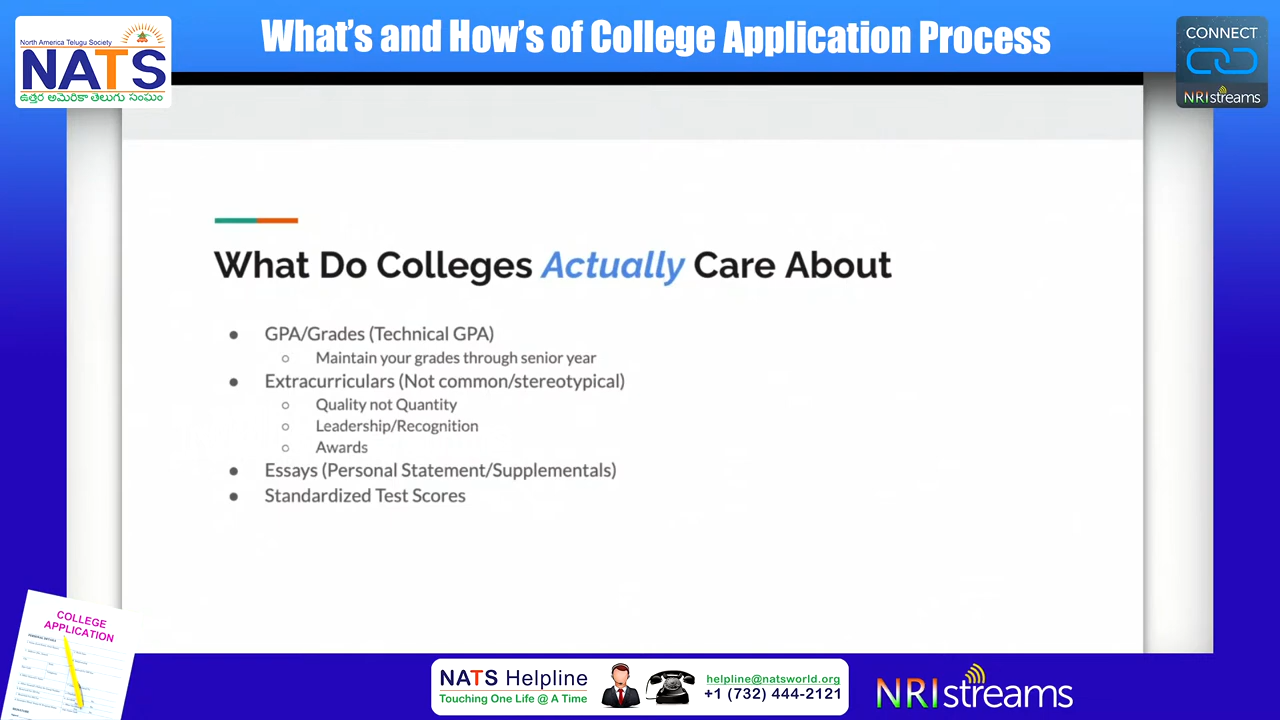 North America Telugu Society
NATS
ఉత్తర అమెరికా తెలుగు సంఘం
What's and How's of College Application Process
CONNECT
NRIstreams
What Do Colleges Actually Care About
● GPA/Grades (Technical GPA)
○ Maintain your grades through senior year
● Extracurriculars (Not common/stereotypical)
○ Quality not Quantity
○ Leadership/Recognition
○ Awards
● Essays (Personal Statement/Supplementals)
● Standardized Test Scores
COLLEGE
APPLICATION
NATS Helpline
Touching One Life @ A Time
helpline@natsworld.org
+1 (732) 444-2121
NRIstreams